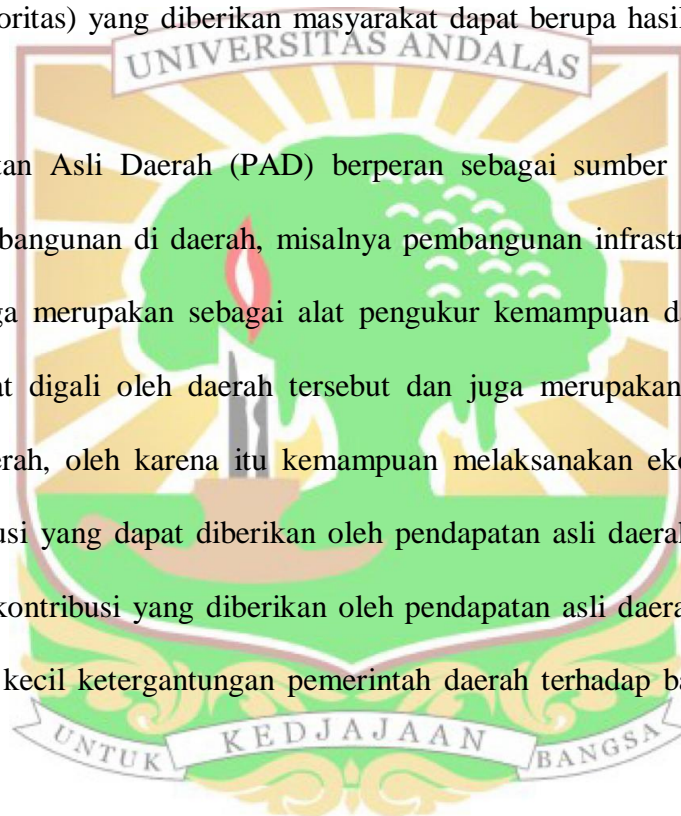 oritas) yang diberikan masyarakat dapat berupa hasil
UNIVERSITAS ANDALAS
tan Asli Daerah (PAD) berperan sebagai sumber
bangunan di daerah, misalnya pembangunan infrastr
ga merupakan sebagai alat pengukur kemampuan d
at digali oleh daerah tersebut dan juga merupakan
erah, oleh karena itu kemampuan melaksanakan eko
usi yang dapat diberikan oleh pendapatan asli daerah
kontribusi yang diberikan oleh pendapatan asli daera
kecil ketergantungan pemerintah daerah terhadap ba
UNTUK KEDJAJAAN BANGSA